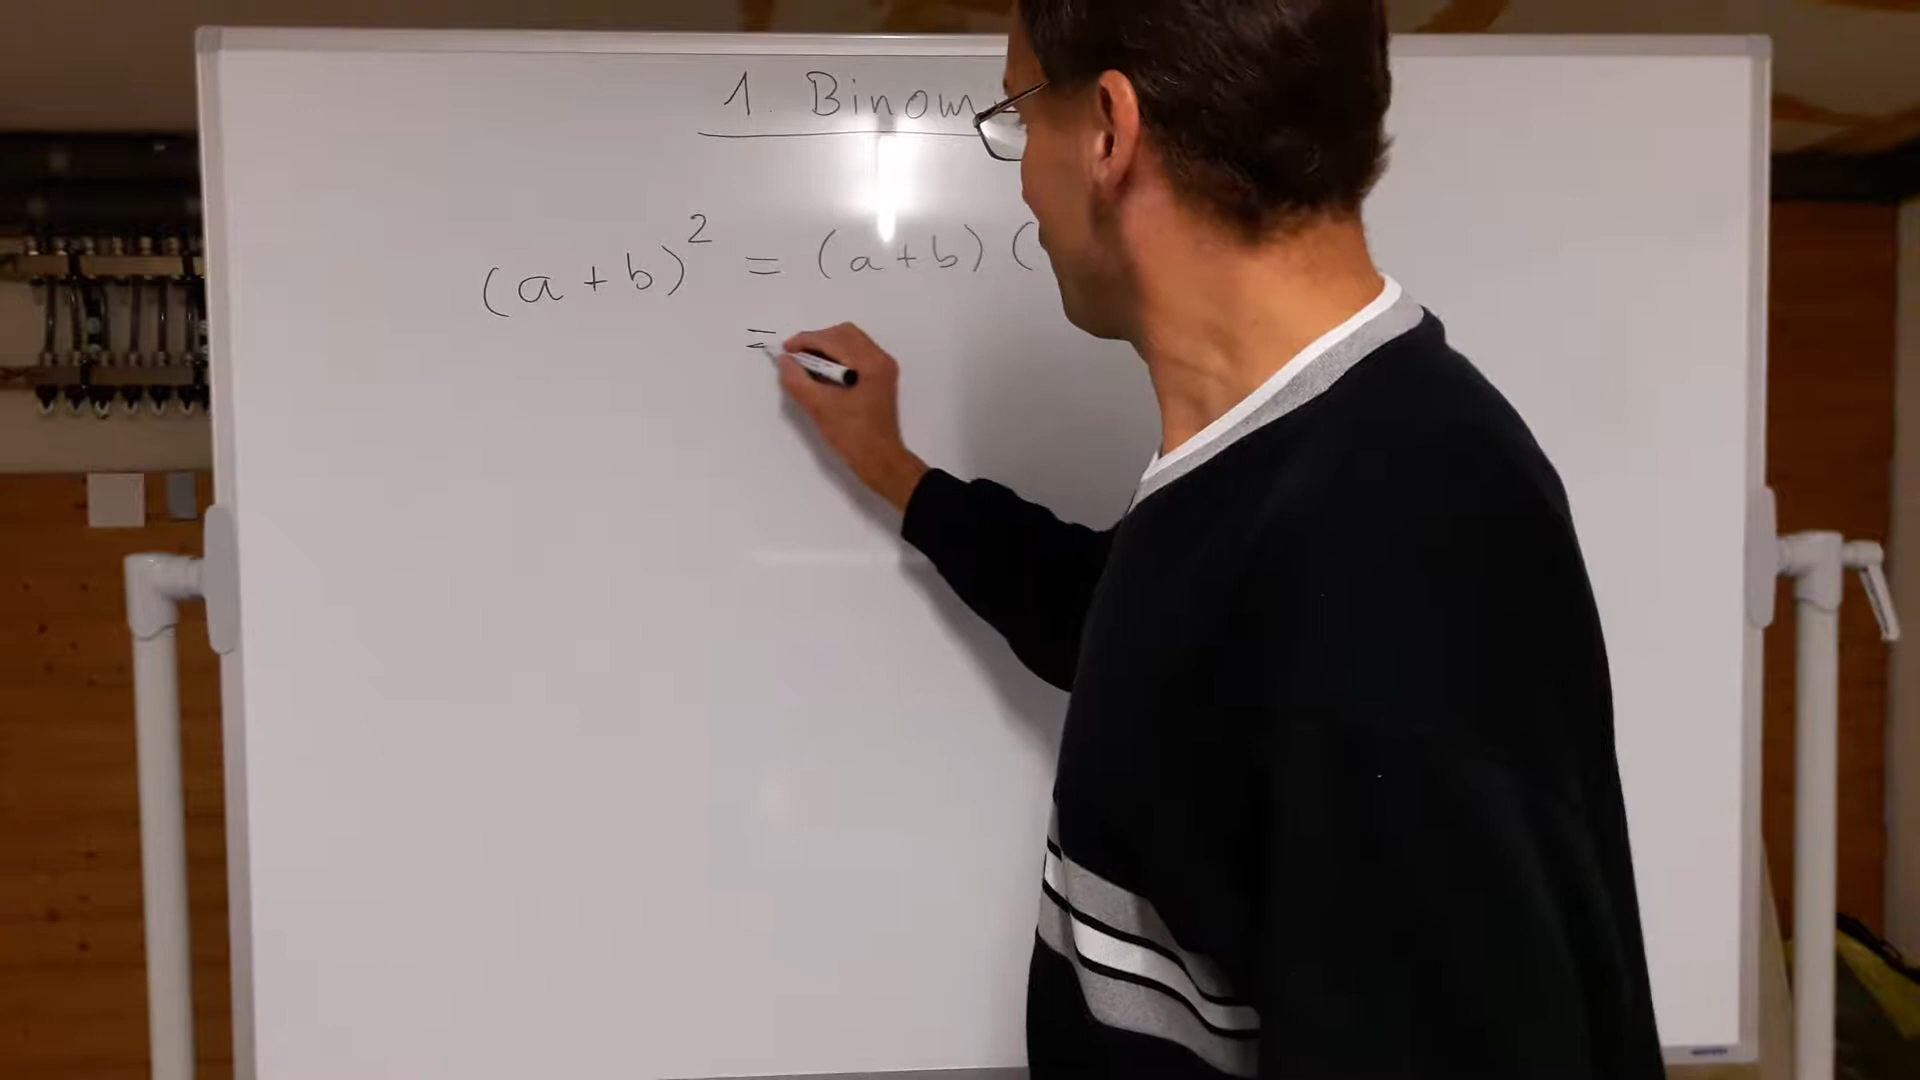 1. Binom
(a+b)² = (a+b) (
=